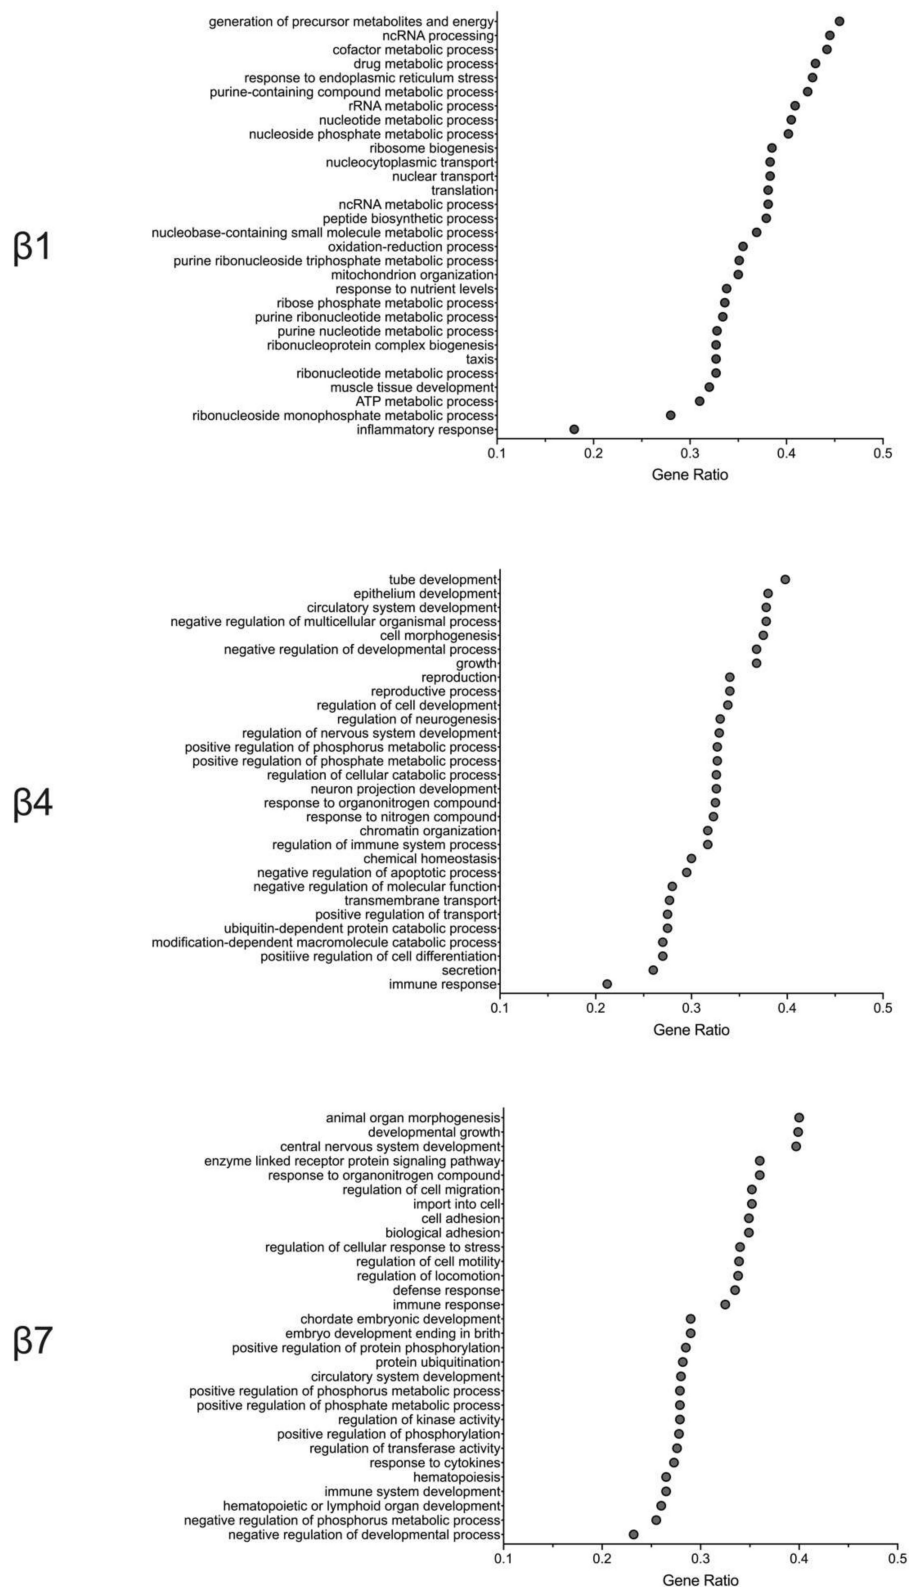 β1
generation of precursor metabolites and energy
ncRNA processing
cofactor metabolic process
drug metabolic process
response to endoplasmic reticulum stress
purine-containing compound metabolic process
rRNA metabolic process
nucleotide metabolic process
nucleoside phosphate metabolic process
ribosome biogenesis
nucleocytoplasmic transport
nuclear transport
translation
ncRNA metabolic process
peptide biosynthetic process
nucleobase-containing small molecule metabolic process
oxidation-reduction process
purine ribonucleoside triphosphate metabolic process
mitochondrion organization
response to nutrient levels
ribose phosphate metabolic process
purine ribonucleotide metabolic process
purine nucleotide metabolic process
ribonucleoprotein complex biogenesis
taxis
ribonucleotide metabolic process
muscle tissue development
ATP metabolic process
ribonucleoside monophosphate metabolic process
inflammatory response
0.1 0.2 0.3 0.4 0.5
Gene Ratio
β4
tube development
epithelium development
circulatory system development
negative regulation of multicellular organismal process
cell morphogenesis
negative regulation of developmental process
growth
reproduction
reproductive process
regulation of cell development
regulation of neurogenesis
regulation of nervous system development
positive regulation of phosphorus metabolic process
positive regulation of phosphate metabolic process
regulation of cellular catabolic process
neuron projection development
response to organonitrogen compound
response to nitrogen compound
chromatin organization
regulation of immune system process
chemical homeostasis
negative regulation of apoptotic process
negative regulation of molecular function
transmembrane transport
positive regulation of transport
ubiquitin-dependent protein catabolic process
modification-dependent macromolecule catabolic process
positiive regulation of cell differentiation
secretion
immune response
0.1 0.2 0.3 0.4 0.5
Gene Ratio
β7
animal organ morphogenesis
developmental growth
central nervous system development
enzyme linked receptor protein signaling pathway
response to organonitrogen compound
regulation of cell migration
import into cell
cell adhesion
biological adhesion
regulation of cellular response to stress
regulation of cell motility
regulation of locomotion
defense response
immune response
chordate embryonic development
embryo development ending in brith
positive regulation of protein phosphorylation
protein ubiquitination
circulatory system development
positive regulation of phosphorus metabolic process
positive regulation of phosphate metabolic process
regulation of kinase activity
positive regulation of phosphorylation
regulation of transferase activity
response to cytokines
hematopoiesis
immune system development
hematopoietic or lymphoid organ development
negative regulation of phosphorus metabolic process
negative regulation of developmental process
0.1 0.2 0.3 0.4 0.5
Gene Ratio